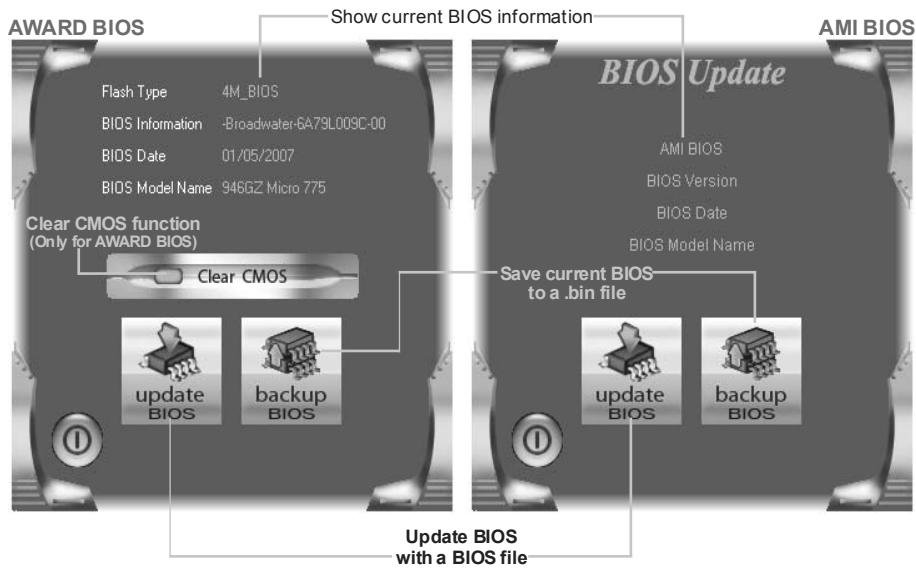 Show current BIOS information
AWARD BIOS
AMI BIOS
Flash Type 4M_BIOS
BIOS Information -Broadwater-6A79L009C-00
BIOS Date 01/05/2007
BIOS Model Name 946GZ Micro 775
Clear CMOS function
(Only for AWARD BIOS)
Clear CMOS
update
BIOS
backup
BIOS
BIOS Update
AMI BIOS
BIOS Version
BIOS Date
BIOS Model Name
Save current BIOS
to a .bin file
update
BIOS
backup
BIOS
Update BIOS
with a BIOS file